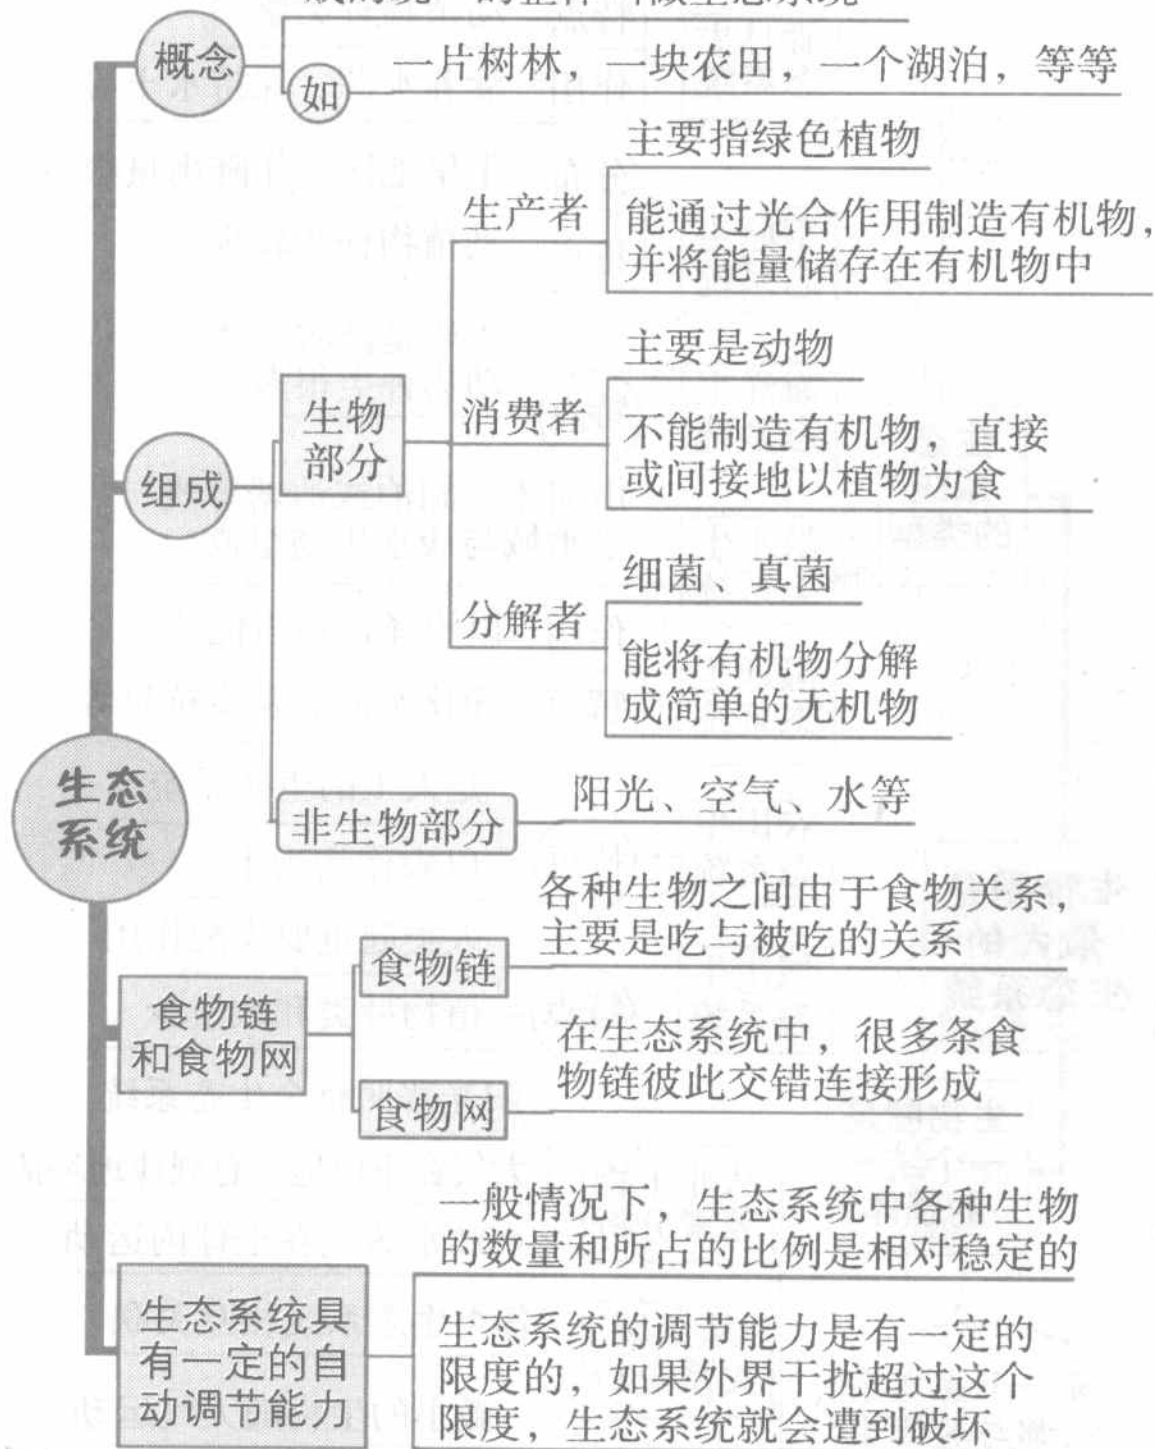 概念
如
一片树林，一块农田，一个湖泊，等等
主要指绿色植物
生产者
能通过光合作用制造有机物，
并将能量储存在有机物中
主要是动物
生物
部分
消费者
不能制造有机物，直接
或间接地以植物为食
组成
细菌、真菌
分解者
能将有机物分解
成简单的无机物
生态
系统
非生物部分
阳光、空气、水等
各种生物之间由于食物关系，
主要是吃与被吃的关系
食物链
食物链
和食物网
在生态系统中，很多条食
物链彼此交错连接形成
食物网
一般情况下，生态系统中各种生物
的数量和所占的比例是相对稳定的
生态系统具
有一定的自
动调节能力
生态系统的调节能力是有一定的
限度的，如果外界干扰超过这个
限度，生态系统就会遭到破坏